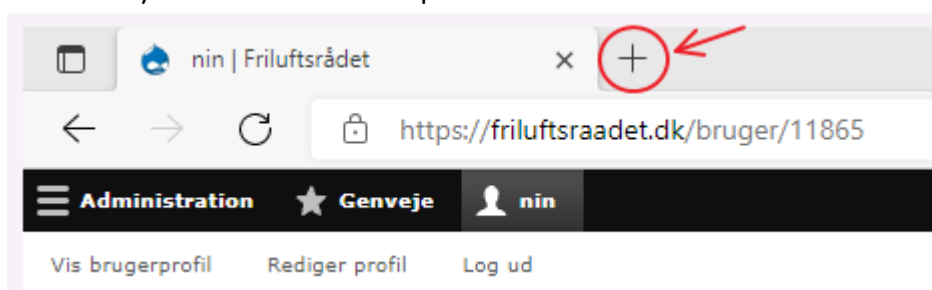 nin | Friluftsrådet
https://friluftsraadet.dk/bruger/11865
Administration Genveje nin
Vis brugerprofil Rediger profil Log ud